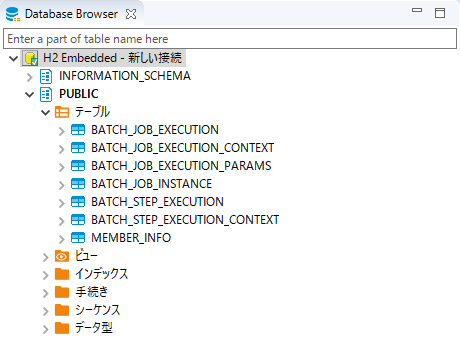 Database Browser
Enter a part of table name here
H2 Embedded - 新しい接続
INFORMATION_SCHEMA
PUBLIC
テーブル
BATCH_JOB_EXECUTION
BATCH_JOB_EXECUTION_CONTEXT
BATCH_JOB_EXECUTION_PARAMS
BATCH_JOB_INSTANCE
BATCH_STEP_EXECUTION
BATCH_STEP_EXECUTION_CONTEXT
MEMBER_INFO
ビュー
インデックス
手続き
シーケンス
データ型